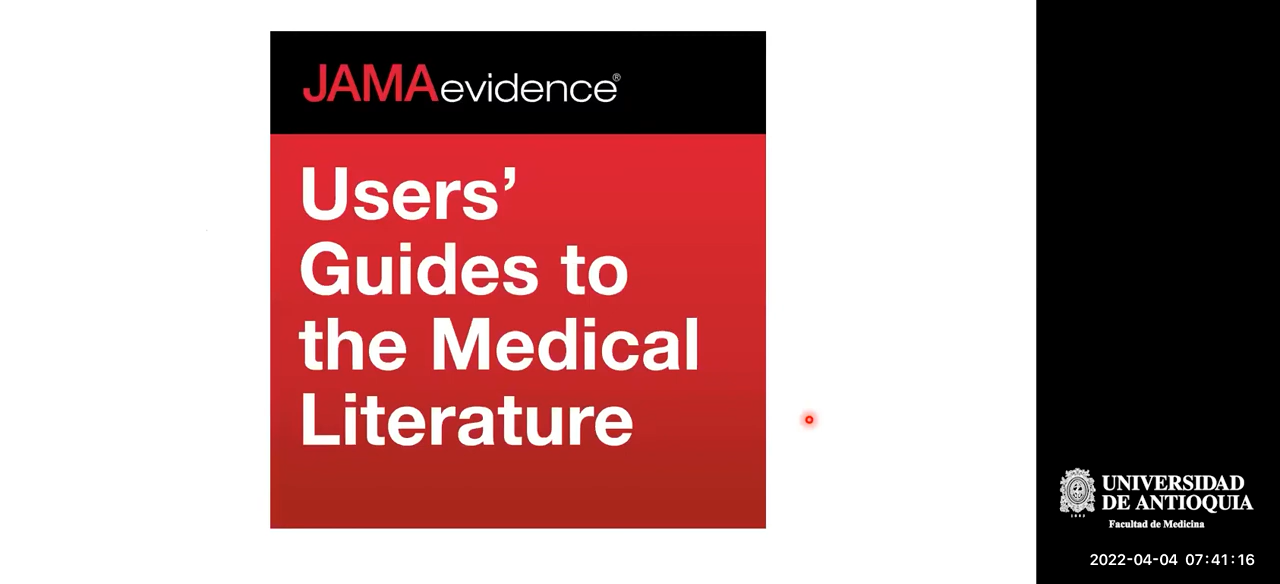 JAMAevidence®
Users’
Guides to
the Medical
Literature
UNIVERSIDAD
DE ANTIOQUIA
1803
Facultad de Medicina
2022-04-04 07:41:16